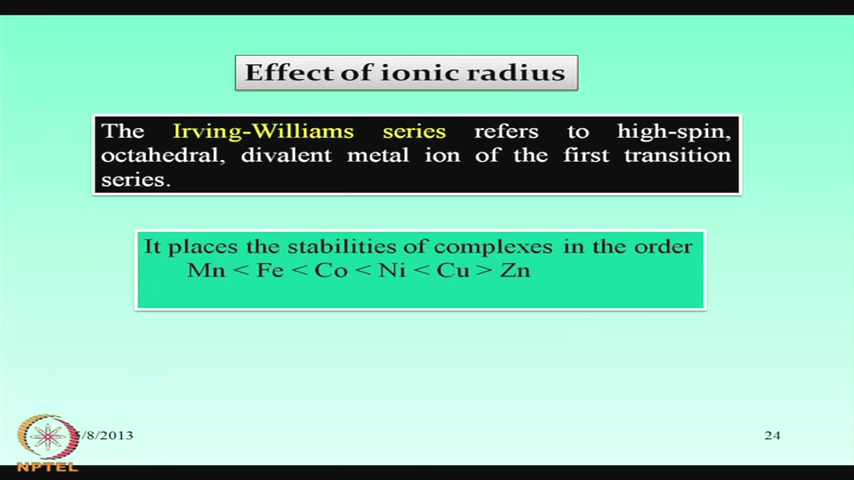 Effect of ionic radius
The Irving-Williams series refers to high-spin,
octahedral, divalent metal ion of the first transition
series.
It places the stabilities of complexes in the order
Mn < Fe < Co < Ni < Cu > Zn
5/8/2013
24
NPTEL